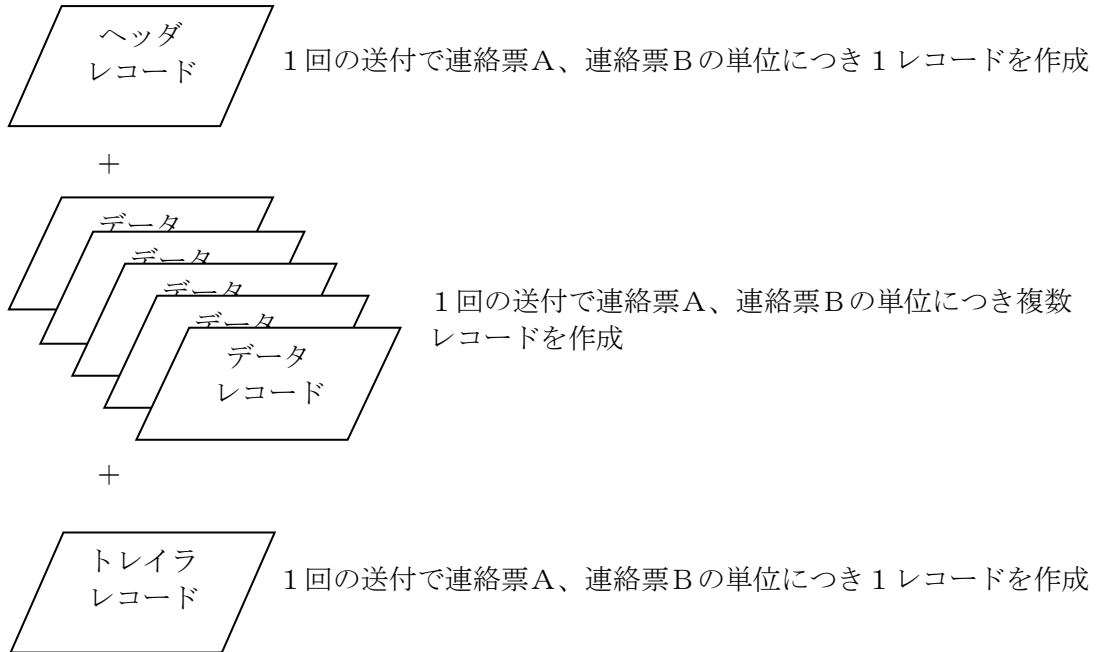 ヘッダ
レコード
1回の送付で連絡票A、連絡票Bの単位につき1レコードを作成
+
データ
データ
データ
データ
データ
レコード
1回の送付で連絡票A、連絡票Bの単位につき複数
レコードを作成
+
トレイラ
レコード
1回の送付で連絡票A、連絡票Bの単位につき1レコードを作成